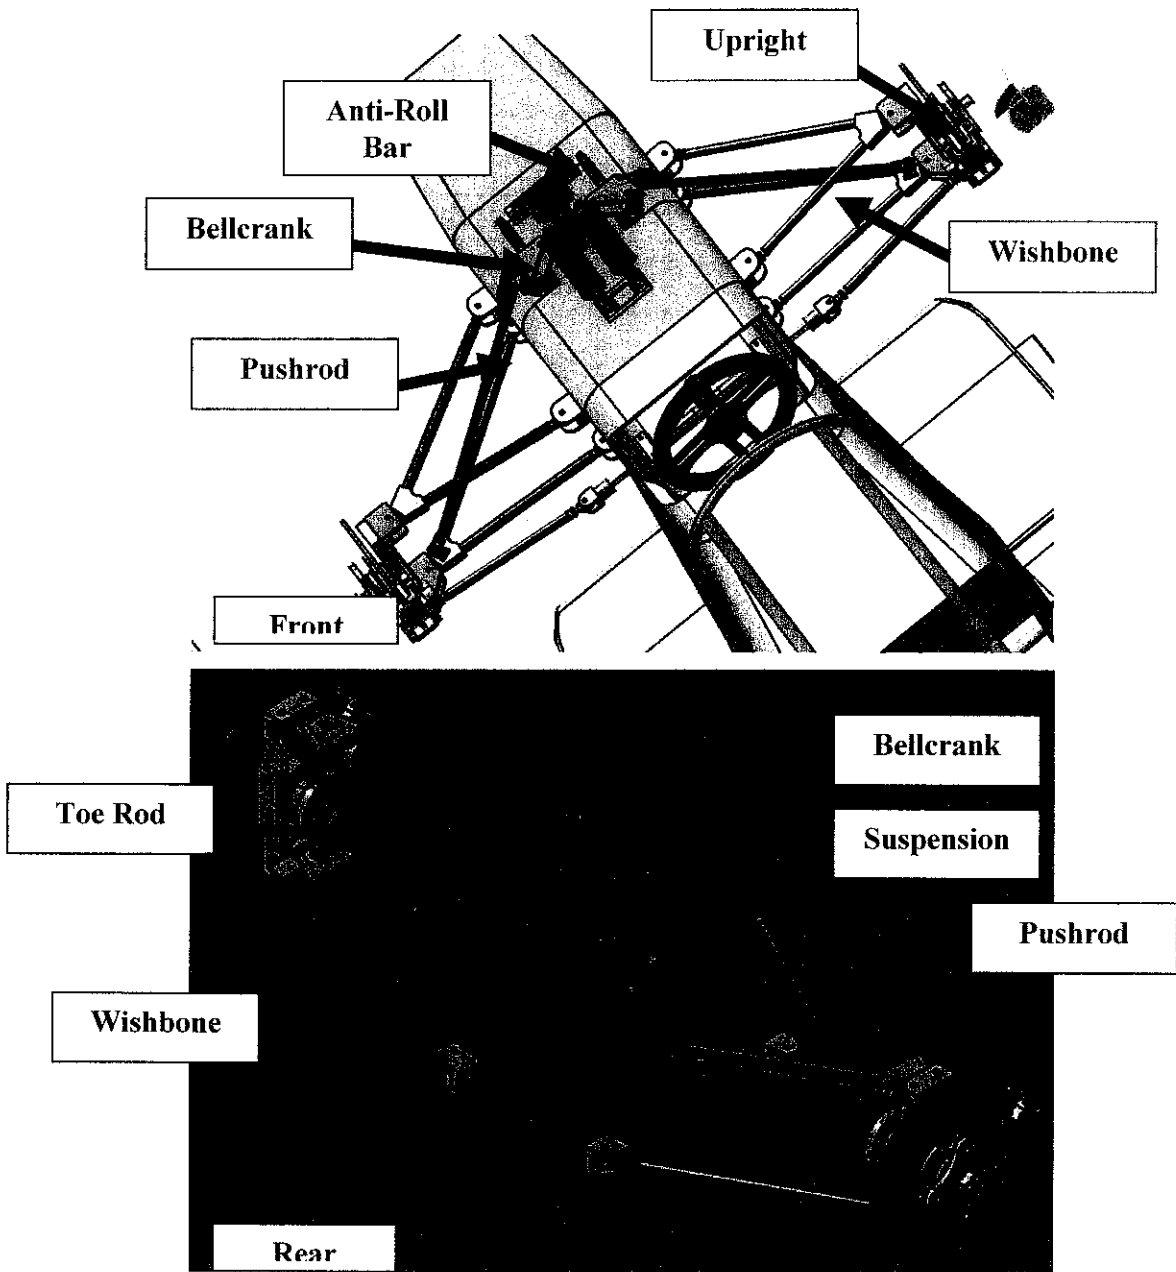 Upright
Anti-Roll
Bar
Bellcrank
Wishbone
Pushrod
Front
Bellcrank
Toe Rod
Suspension
Pushrod
Wishbone
Rear